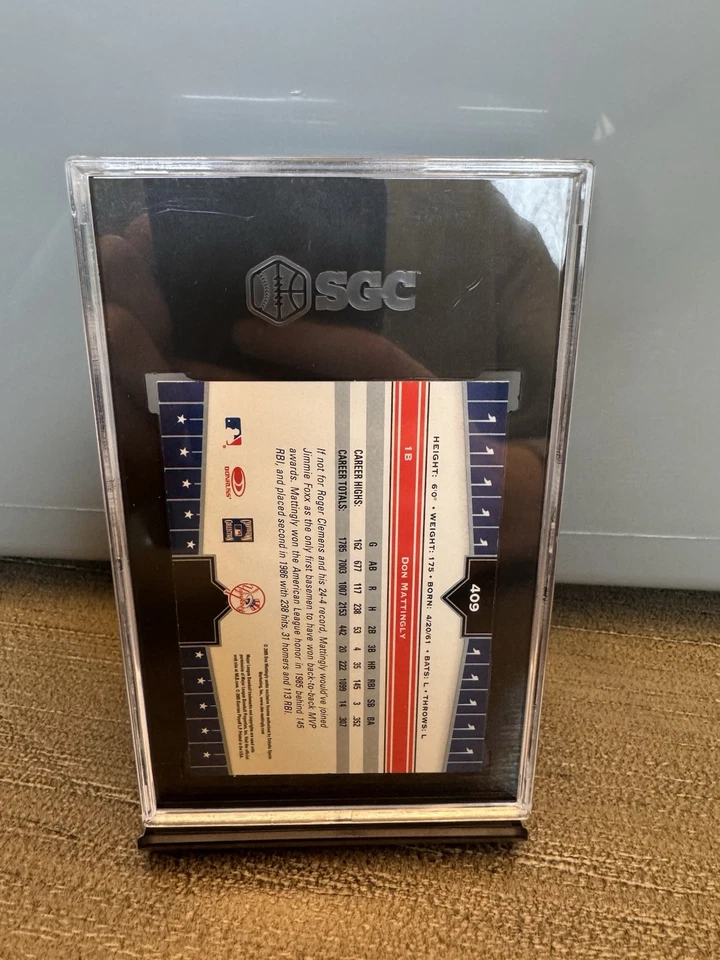 SGC
409
HEIGHT: 6'0" • WEIGHT: 175 • BORN: 4/20/61 • BATS: L • THROWS: L
1B DON MATTINGLY
G AB R H 2B 3B HR RBI SB BA
CAREER HIGHS: 162 677 117 238 53 4 35 145 3 .352
CAREER TOTALS: 1785 7003 1007 2153 442 20 222 1099 14 .307
If not for Roger Clemens and his 24-4 record, Mattingly would've joined
Jimmie Foxx as the only first basemen to have won back-to-back MVP
awards. Mattingly won the American League honor in 1985 behind 145
RBI, and placed second in 1986 with 238 hits, 31 homers and 113 RBI.
DONRUSS